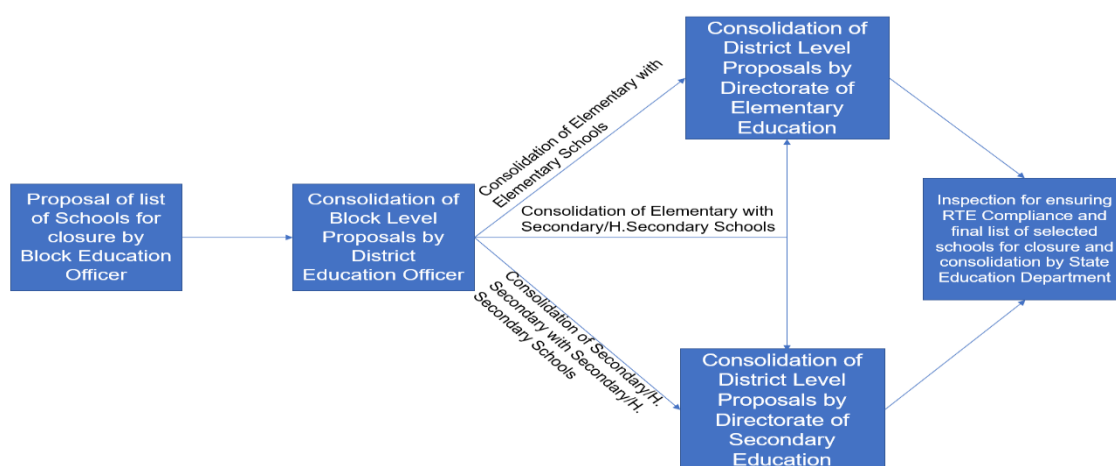 Proposal of list
of Schools for
closure by
Block Education
Officer
Consolidation of
Block Level
Proposals by
District
Education Officer
Consolidation of Elementary with
Elementary Schools
Consolidation of Elementary with
Secondary/H.Secondary Schools
Consolidation of Secondary/H.
Secondary with Secondary/H.
Secondary Schools
Consolidation of
District Level
Proposals by
Directorate of
Elementary
Education
Consolidation of
District Level
Proposals by
Directorate of
Secondary
Education
Inspection for ensuring
RTE Compliance and
final list of selected
schools for closure and
consolidation by State
Education Department